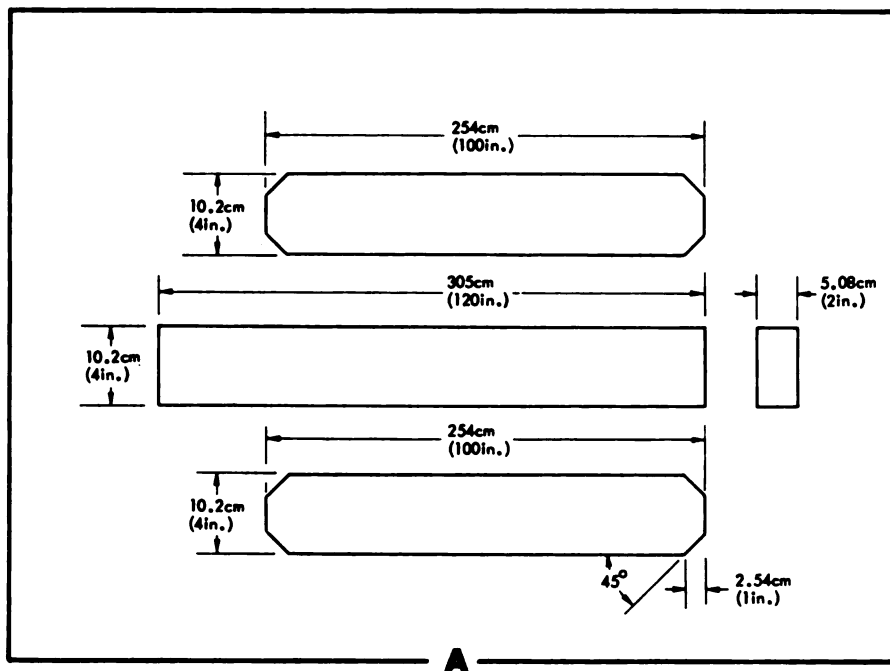 254cm
(100in.)
10.2cm
(4in.)
305cm
(120in.)
5.08cm
(2in.)
10.2cm
(4in.)
254cm
(100in.)
10.2cm
(4in.)
45°
2.54cm
(1in.)
A